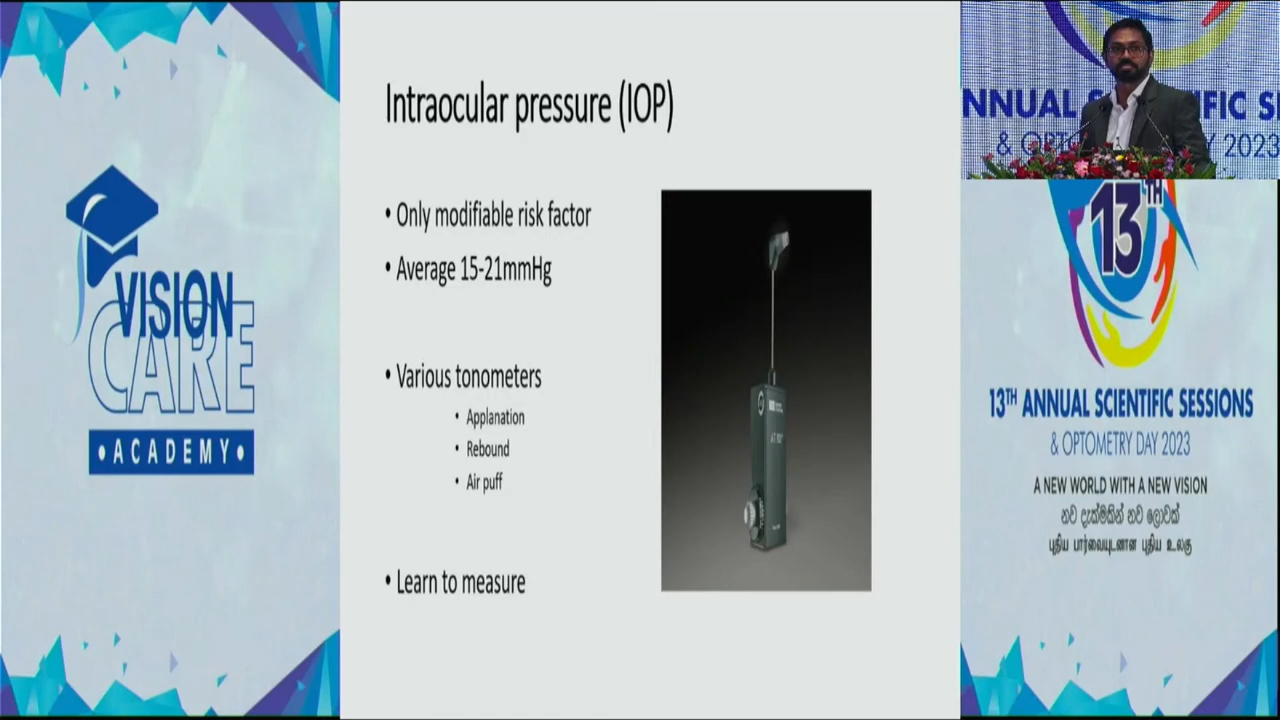 VISION
CARE
•ACADEMY•
Intraocular pressure (IOP)
• Only modifiable risk factor
• Average 15-21mmHg
• Various tonometers
• Applanation
• Rebound
• Air puff
• Learn to measure
NNUAL S FIC SE
& OPT Y 2023
13TH
13TH ANNUAL SCIENTIFIC SESSIONS
& OPTOMETRY DAY 2023
A NEW WORLD WITH A NEW VISION
නව දැක්මකින් නව ලොවක්
புதிய பார்வையுடனான புதிய உலகு